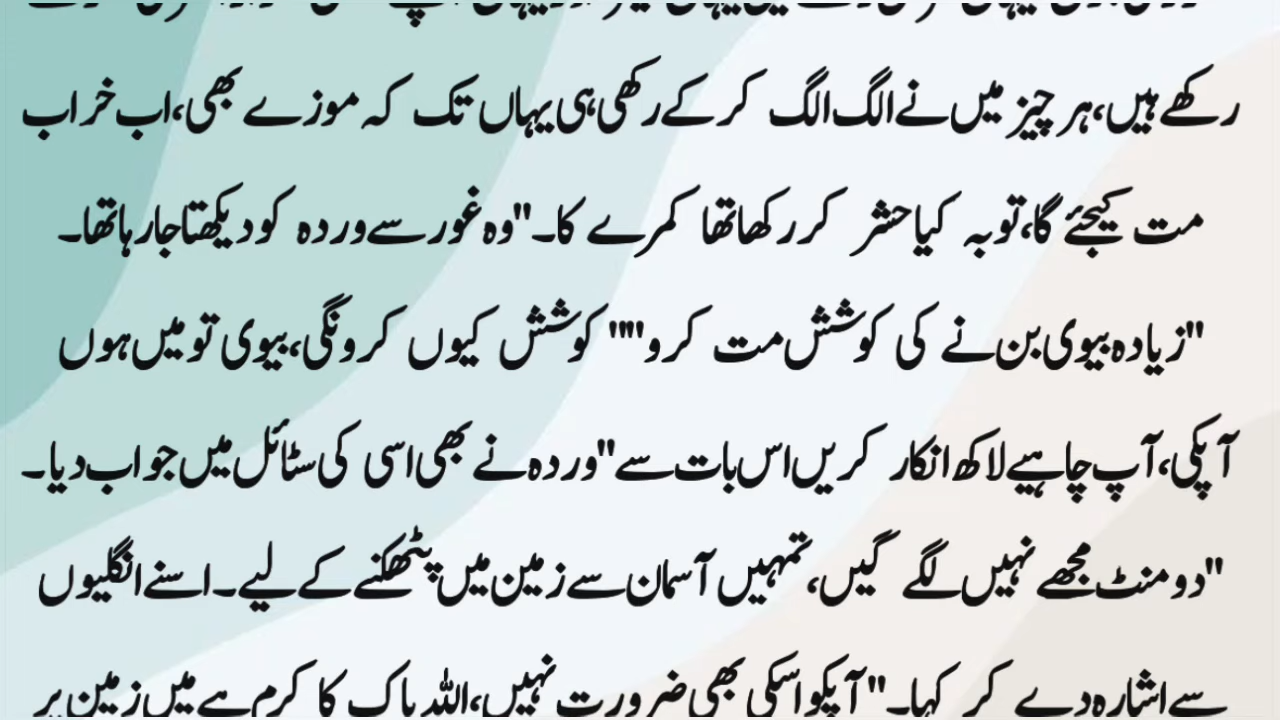 رکھے ہیں،ہر چیز میں نے الگ الگ کر کے رکھی ہی یہاں تک کہ موزے بھی،اب خراب
مت کیجئے گا،توبہ کیا حشر کر رکھا تھا کمرے کا۔"وہ غور سے وردہ کو دیکھتا جا رہا تھا۔
"زیادہ بیوی بن نے کی کوشش مت کرو""" کوشش کیوں کرونگی،بیوی تو میں ہوں
آپکی،آپ چاہیے لاکھ انکار کریں اس بات سے"وردہ نے بھی اسی کی سٹائل میں جواب دیا۔
"دو منٹ مجھے نہیں لگے گیں،تمہیں آسمان سے زمین میں پٹھکنے کے لیے۔اسنے انگلیوں
سے اشارہ دے کر کہا۔"آپکو اسکی بھی ضرورت نہیں،اللہ پاک کا کرم ہے میں زمین پر